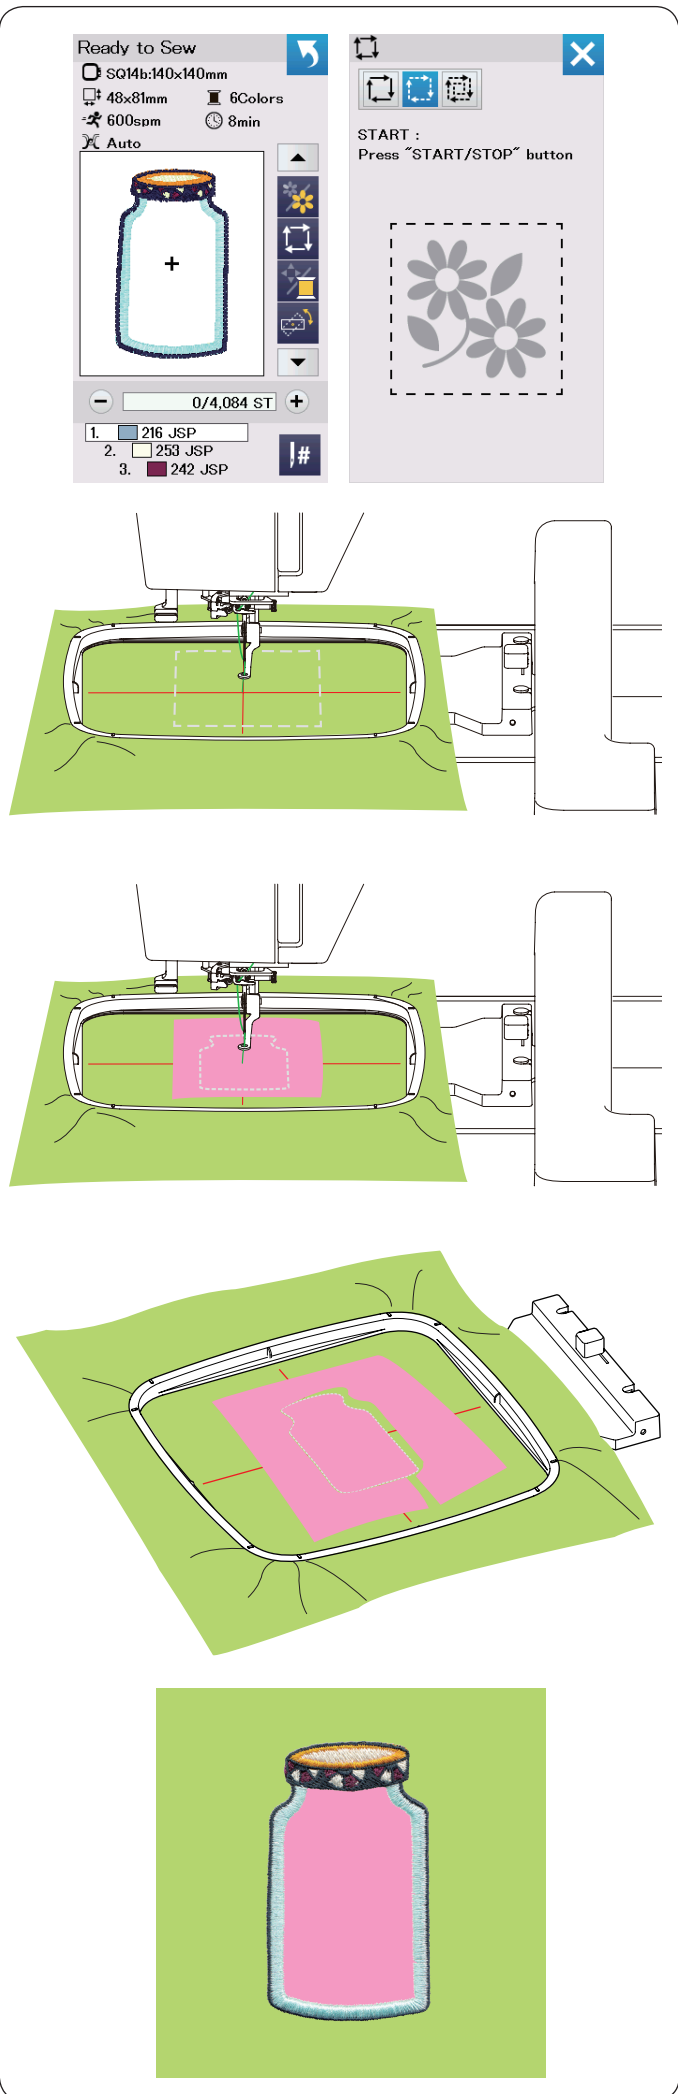 Ready to Sew
SQ14b:140x140mm
48x81mm 6Colors
600spm 8min
Auto
0/4,084 ST
1. 216 JSP
2. 253 JSP
3. 242 JSP
#
START :
Press "START/STOP" button